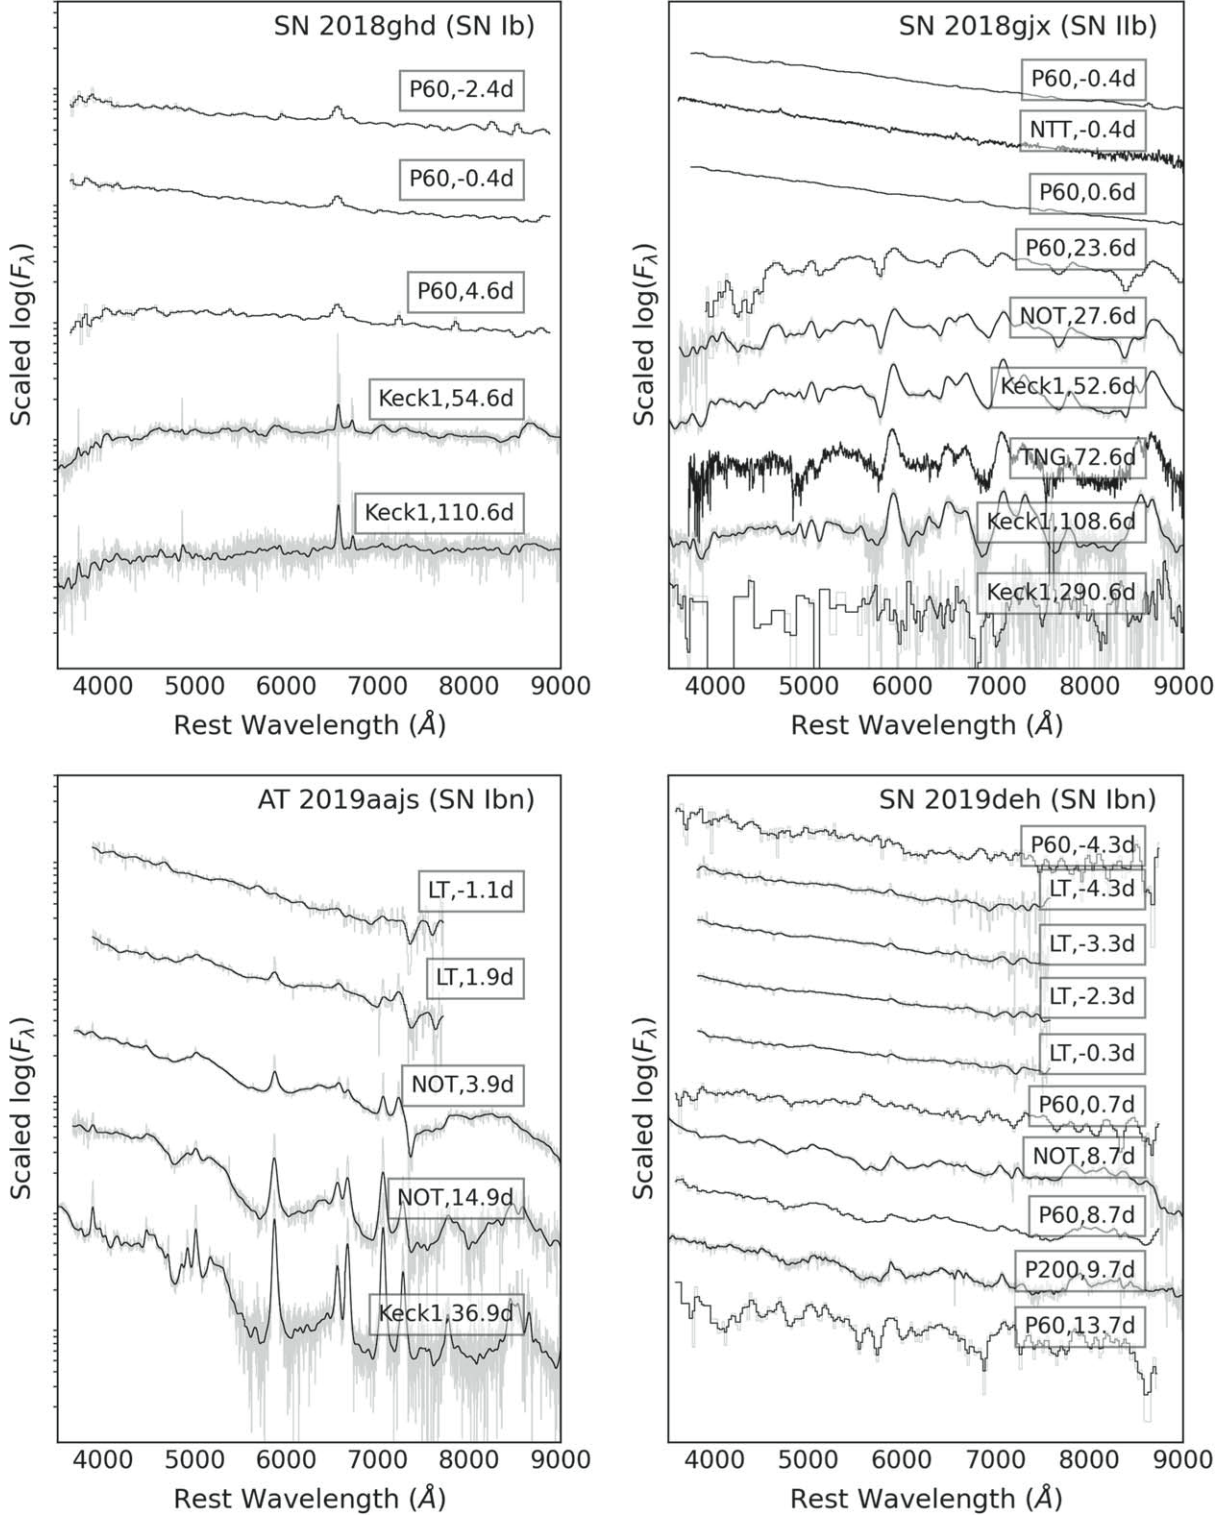 SN 2018ghd (SN Ib)
P60,-2.4d
P60,-0.4d
P60,4.6d
Keck1,54.6d
Keck1,110.6d
Scaled log(Fλ)
4000 5000 6000 7000 8000 9000
Rest Wavelength (Å)
SN 2018gjx (SN IIb)
P60,-0.4d
NTT,-0.4d
P60,0.6d
P60,23.6d
NOT,27.6d
Keck1,52.6d
TNG,72.6d
Keck1,108.6d
Keck1,290.6d
Scaled log(Fλ)
4000 5000 6000 7000 8000 9000
Rest Wavelength (Å)
AT 2019aajs (SN Ibn)
LT,-1.1d
LT,1.9d
NOT,3.9d
NOT,14.9d
Keck1,36.9d
Scaled log(Fλ)
4000 5000 6000 7000 8000 9000
Rest Wavelength (Å)
SN 2019deh (SN Ibn)
P60,-4.3d
LT,-4.3d
LT,-3.3d
LT,-2.3d
LT,-0.3d
P60,0.7d
NOT,8.7d
P60,8.7d
P200,9.7d
P60,13.7d
Scaled log(Fλ)
4000 5000 6000 7000 8000 9000
Rest Wavelength (Å)